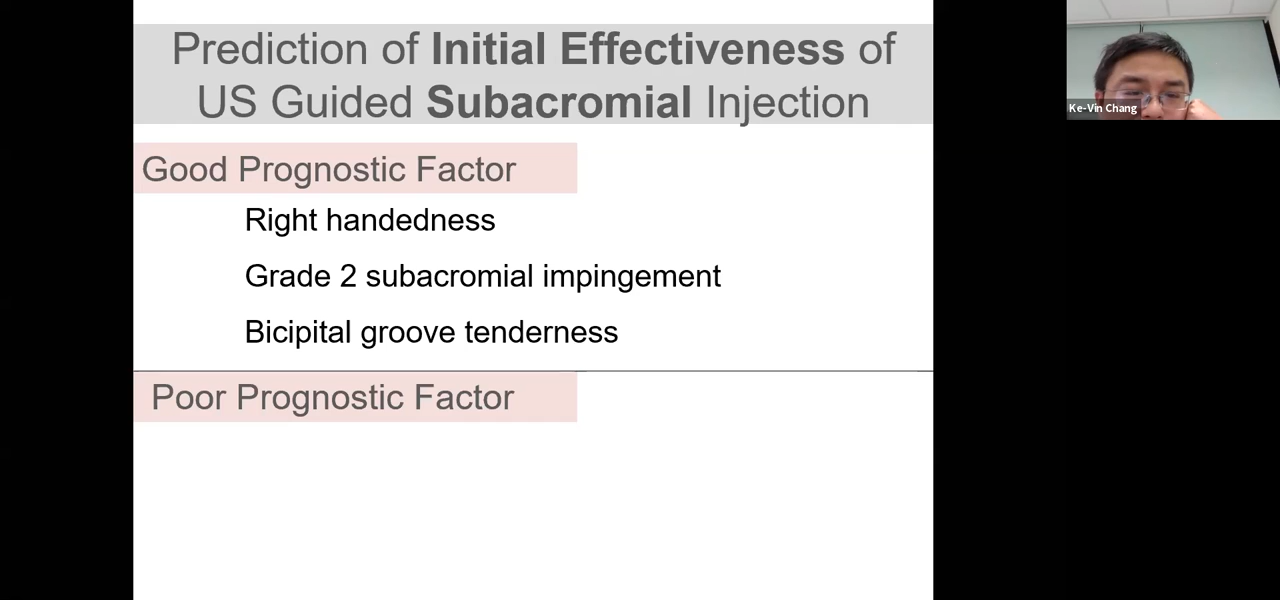 Prediction of Initial Effectiveness of
US Guided Subacromial Injection
Good Prognostic Factor
Right handedness
Grade 2 subacromial impingement
Bicipital groove tenderness
Poor Prognostic Factor
Ke-Vin Chang